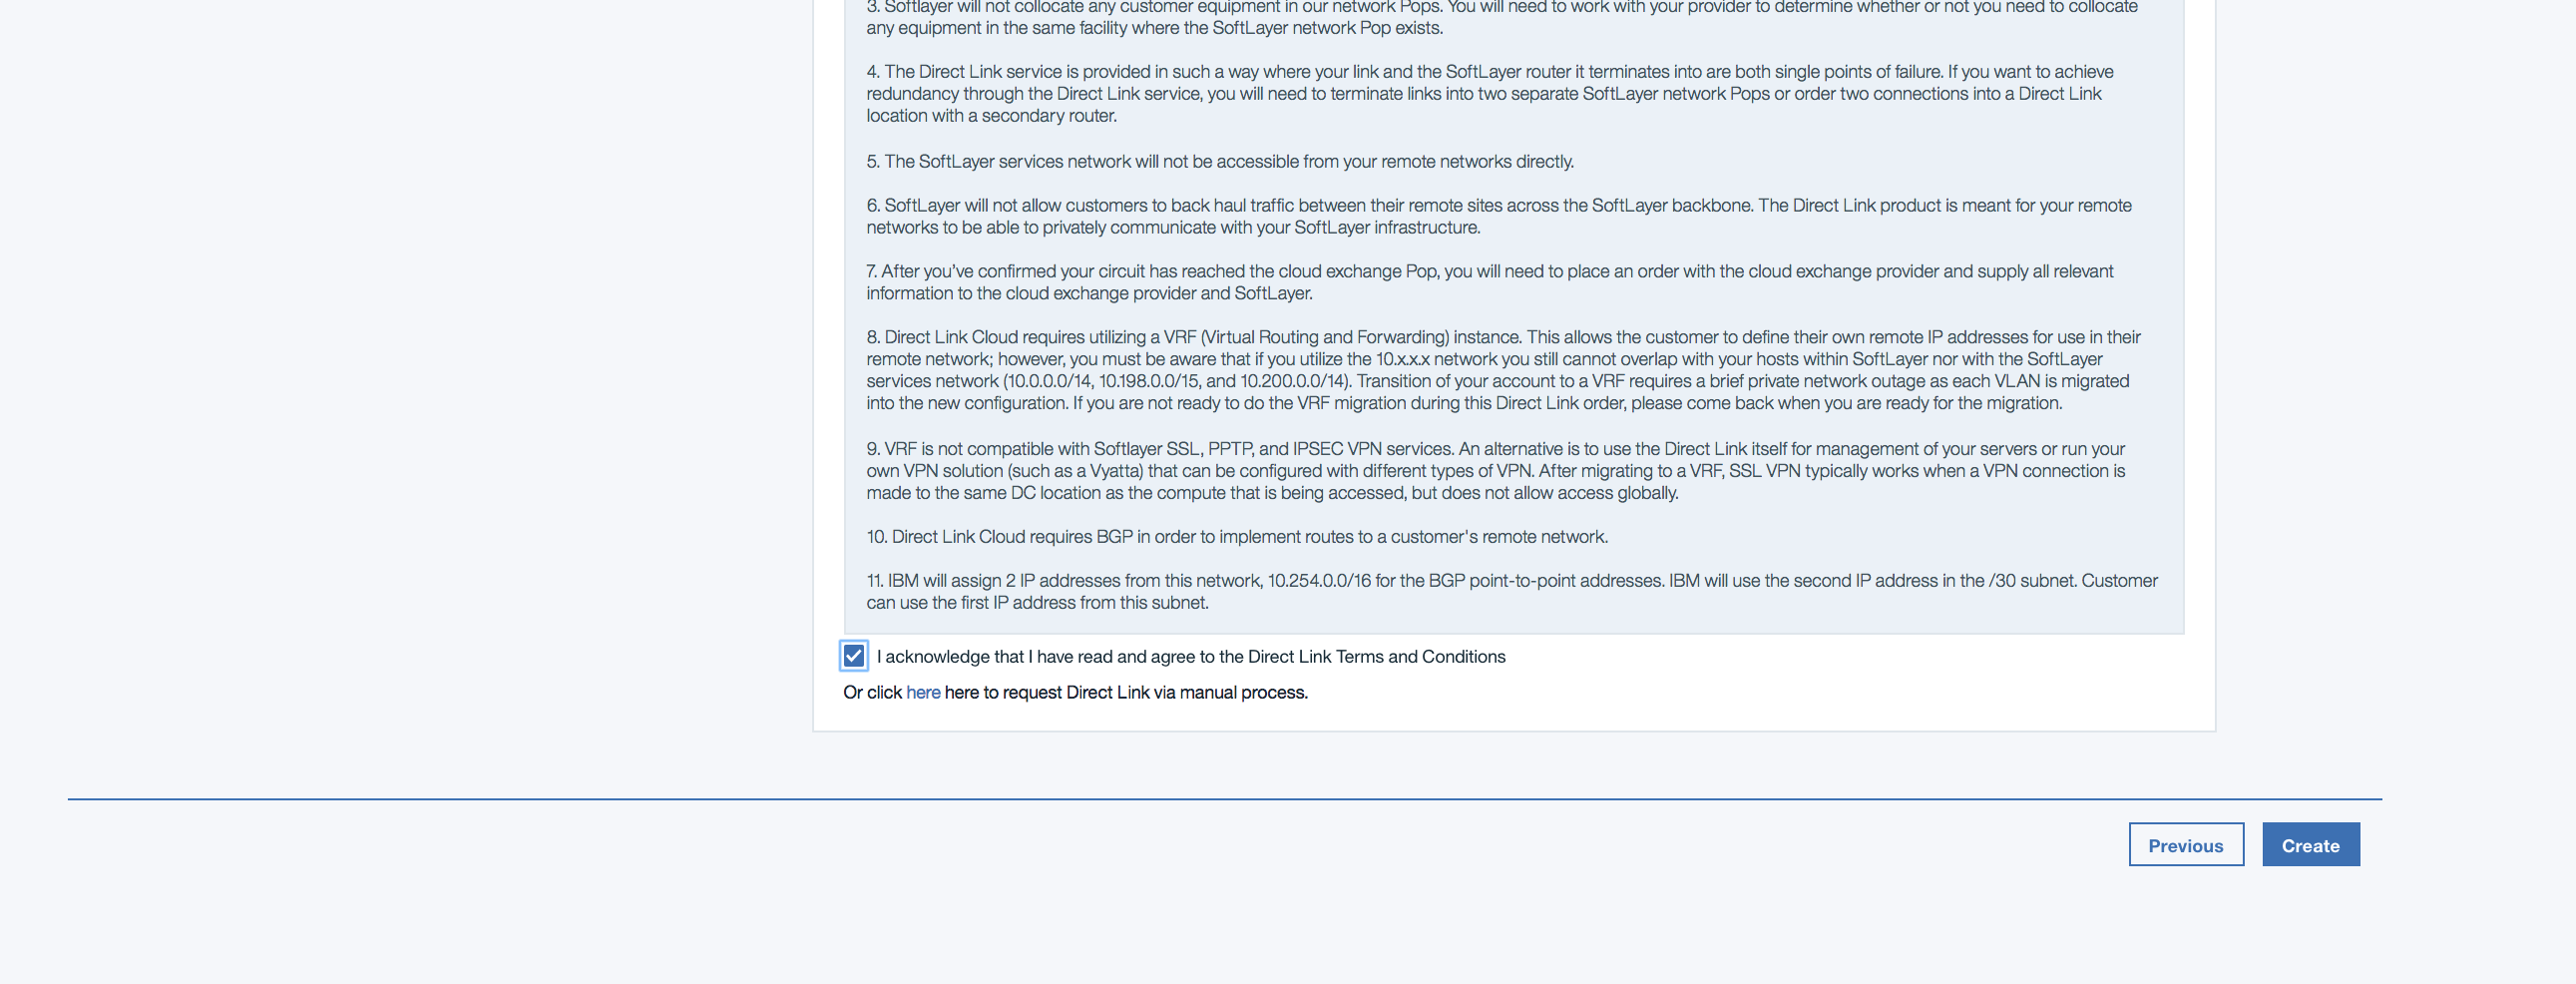 3. Softlayer will not collocate any customer equipment in our network Pops. You will need to work with your provider to determine whether or not you need to collocate
any equipment in the same facility where the SoftLayer network Pop exists.
4. The Direct Link service is provided in such a way where your link and the SoftLayer router it terminates into are both single points of failure. If you want to achieve
redundancy through the Direct Link service, you will need to terminate links into two separate SoftLayer network Pops or order two connections into a Direct Link
location with a secondary router.
5. The SoftLayer services network will not be accessible from your remote networks directly.
6. SoftLayer will not allow customers to back haul traffic between their remote sites across the SoftLayer backbone. The Direct Link product is meant for your remote
networks to be able to privately communicate with your SoftLayer infrastructure.
7. After you've confirmed your circuit has reached the cloud exchange Pop, you will need to place an order with the cloud exchange provider and supply all relevant
information to the cloud exchange provider and SoftLayer.
8. Direct Link Cloud requires utilizing a VRF (Virtual Routing and Forwarding) instance. This allows the customer to define their own remote IP addresses for use in their
remote network; however, you must be aware that if you utilize the 10.x.x.x network you still cannot overlap with your hosts within SoftLayer nor with the SoftLayer
services network (10.0.0.0/14, 10.198.0.0/15, and 10.200.0.0/14). Transition of your account to a VRF requires a brief private network outage as each VLAN is migrated
into the new configuration. If you are not ready to do the VRF migration during this Direct Link order, please come back when you are ready for the migration.
9. VRF is not compatible with Softlayer SSL, PPTP, and IPSEC VPN services. An alternative is to use the Direct Link itself for management of your servers or run your
own VPN solution (such as a Vyatta) that can be configured with different types of VPN. After migrating to a VRF, SSL VPN typically works when a VPN connection is
made to the same DC location as the compute that is being accessed, but does not allow access globally.
10. Direct Link Cloud requires BGP in order to implement routes to a customer's remote network.
11. IBM will assign 2 IP addresses from this network, 10.254.0.0/16 for the BGP point-to-point addresses. IBM will use the second IP address in the /30 subnet. Customer
can use the first IP address from this subnet.
I acknowledge that I have read and agree to the Direct Link Terms and Conditions
Or click here here to request Direct Link via manual process.
Previous Create